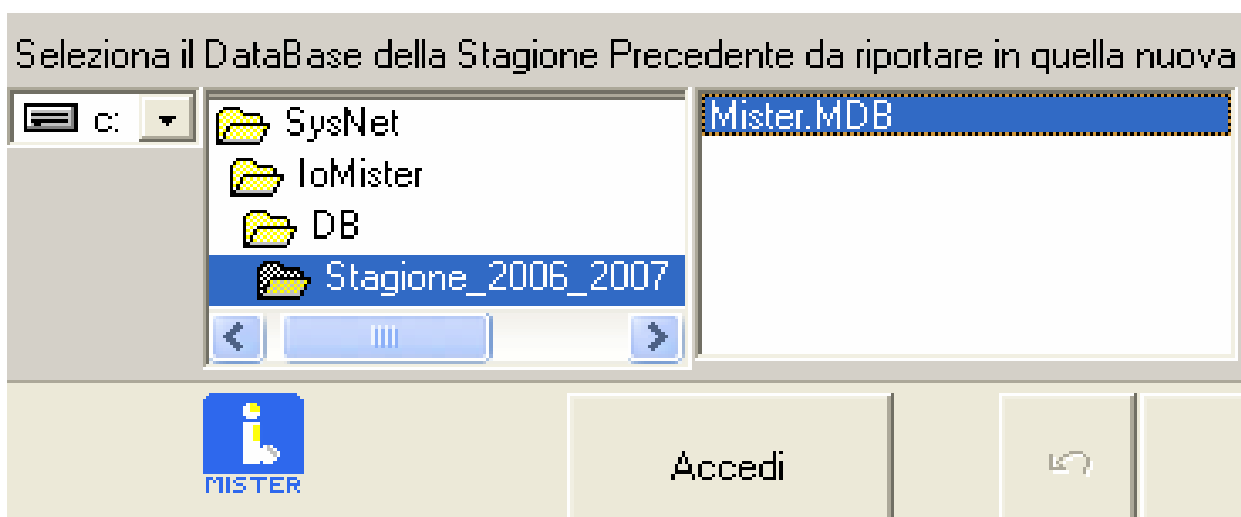 Seleziona il DataBase della Stagione Precedente da riportare in quella nuova
c:
SysNet
IoMister
DB
Stagione_2006_2007
Mister.MDB
MISTER
Accedi